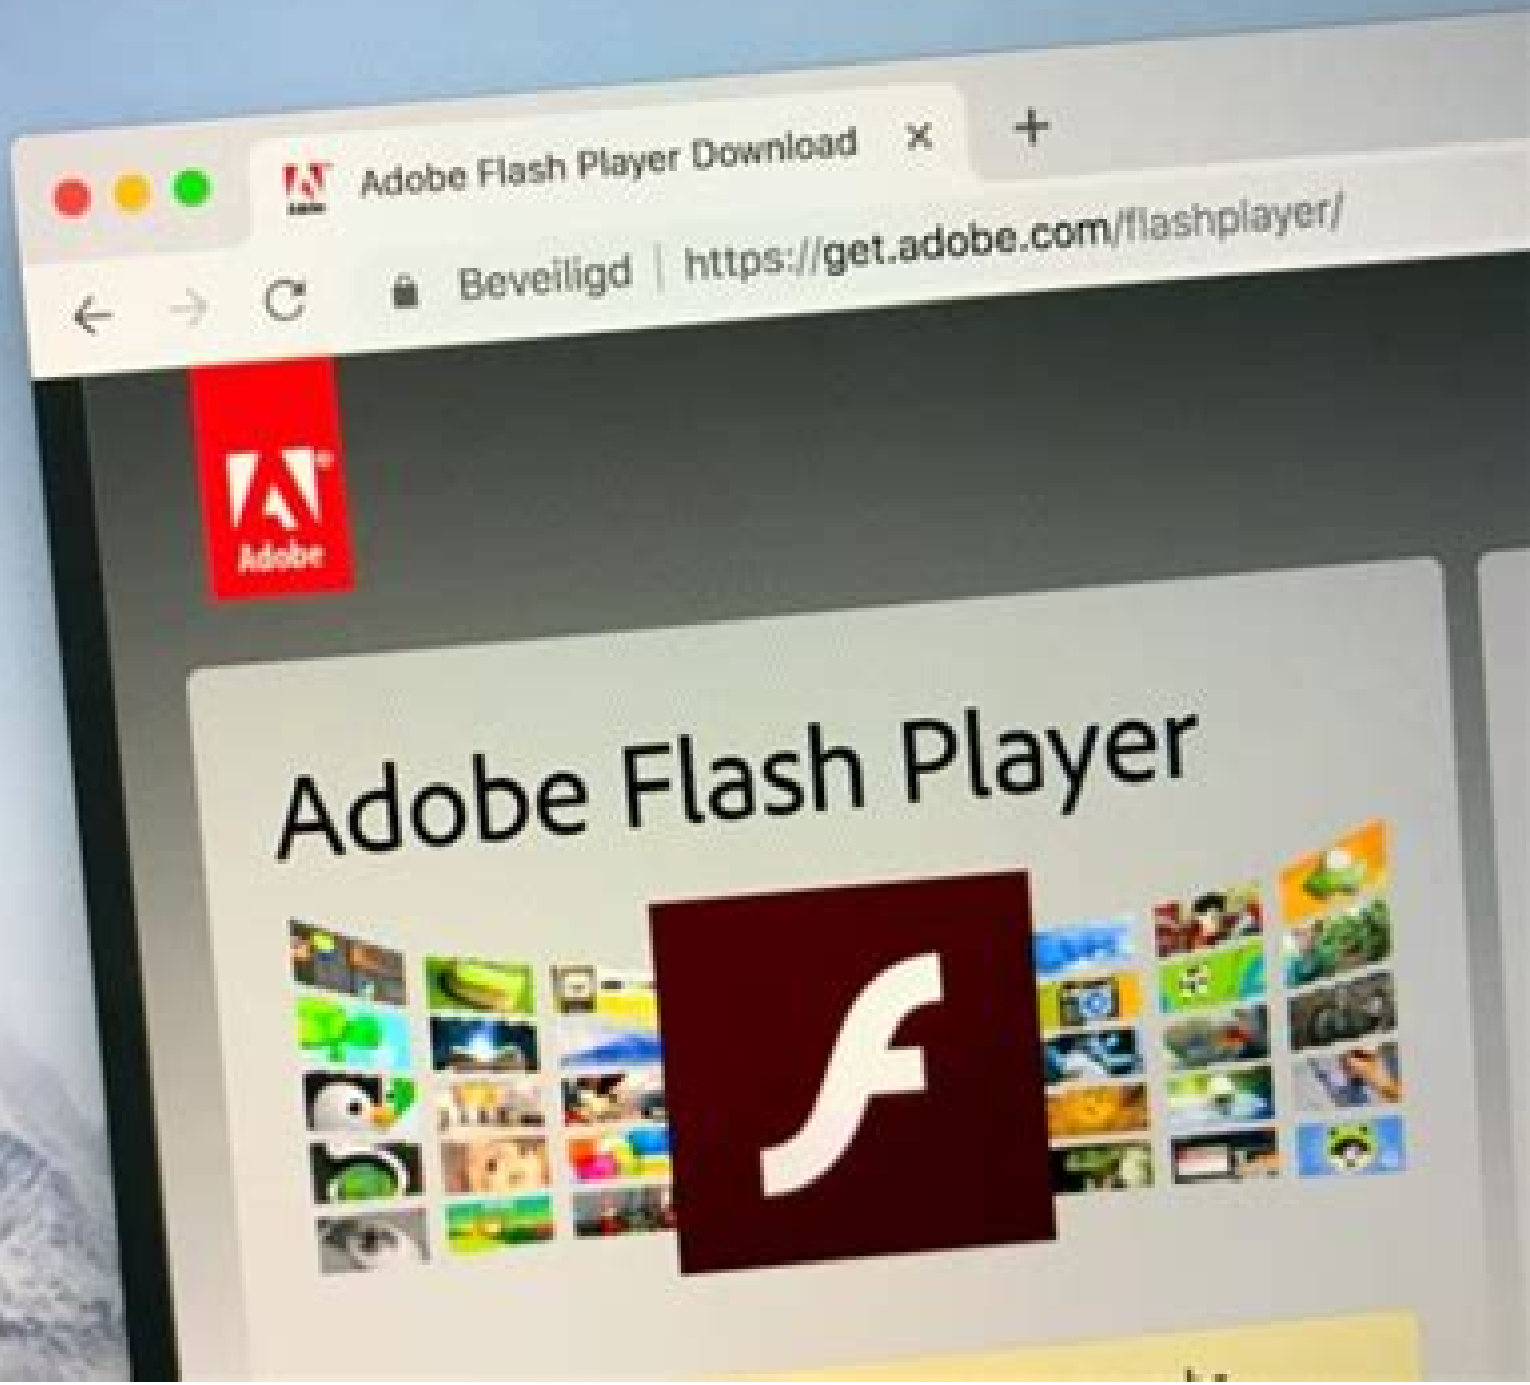 Adobe Flash Player Download
Beveiligd | https://get.adobe.com/flashplayer/
Adobe
Adobe Flash Player